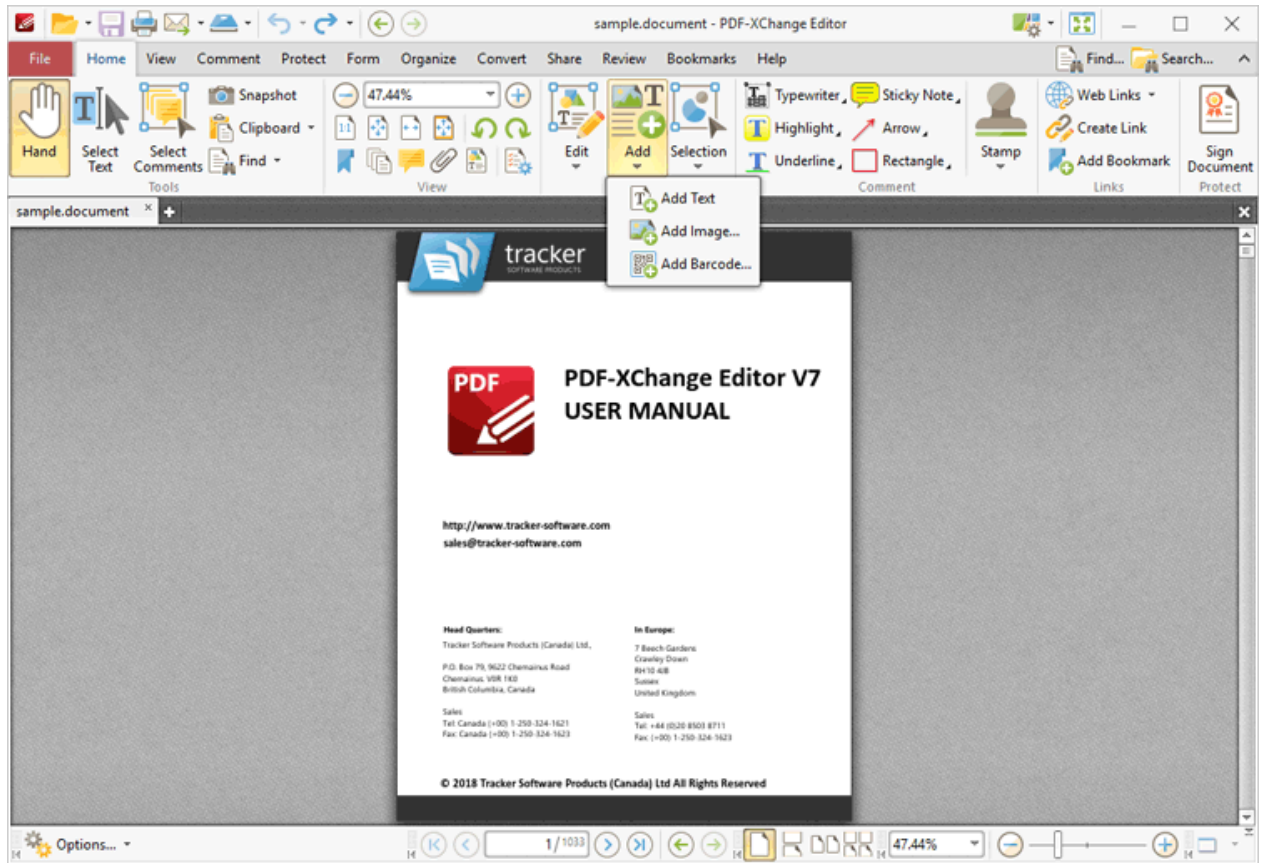 sample.document - PDF-XChange Editor
File Home View Comment Protect Form Organize Convert Share Review Bookmarks Help Find... Search...
Snapshot 47.44% Typewriter Sticky Note Web Links
Clipboard Highlight Arrow Create Link
Hand Select Text Select Comments Find Edit Add Selection Underline Rectangle Stamp Add Bookmark Sign Document
Tools View Comment Links Protect
Add Text
Add Image...
Add Barcode...
sample.document
tracker
SOFTWARE PRODUCTS
PDF
PDF-XChange Editor V7
USER MANUAL
http://www.tracker-software.com
sales@tracker-software.com
Head Quarters:
Tracker Software Products (Canada) Ltd.,
P.O. Box 79, 9622 Chemainus Road
Chemainus, V0R 1K0
British Columbia, Canada
Sales
Tel: Canada (+00) 1-250-324-1621
Fax: Canada (+00) 1-250-324-1623
In Europe:
7 Beech Gardens
Crawley Down
RH10 4JB
Sussex
United Kingdom
Sales
Tel: +44 (0)20 8503 8711
Fax: (+00) 1-250-324-1623
© 2018 Tracker Software Products (Canada) Ltd All Rights Reserved
Options... 1/1033 47.44%